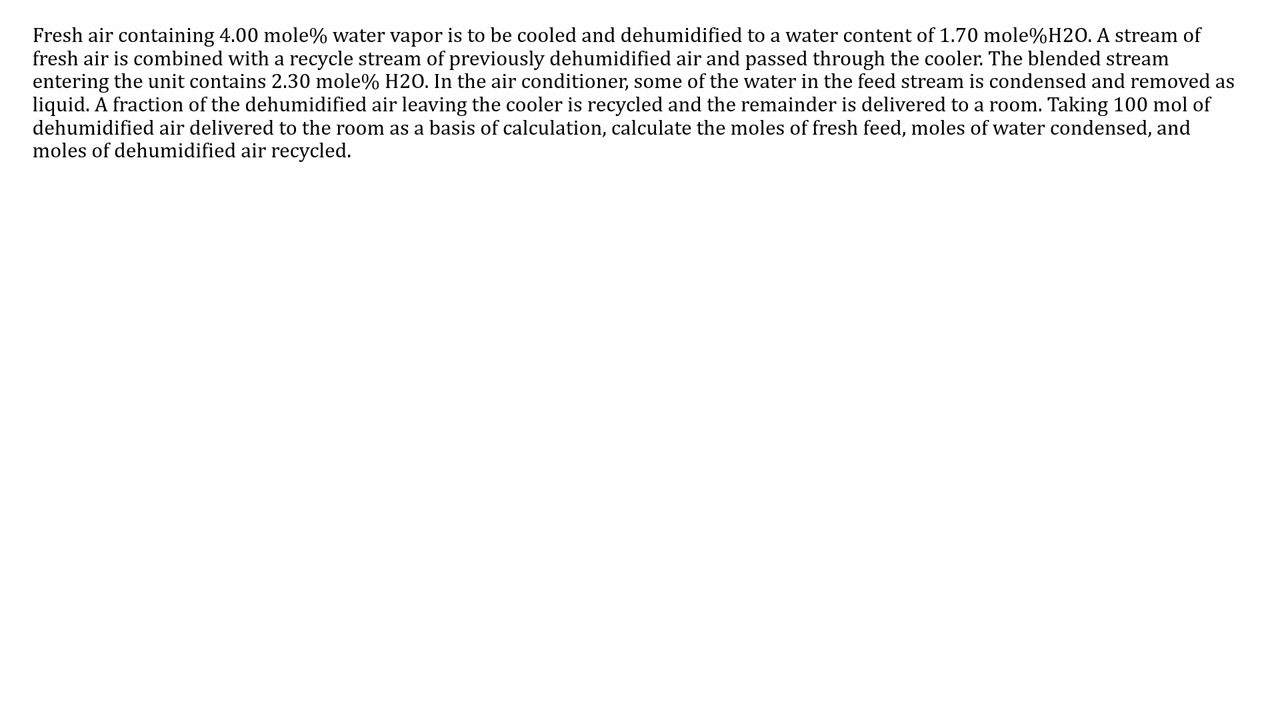 Fresh air containing 4.00 mole% water vapor is to be cooled and dehumidified to a water content of 1.70 mole%H2O. A stream of
fresh air is combined with a recycle stream of previously dehumidified air and passed through the cooler. The blended stream
entering the unit contains 2.30 mole% H2O. In the air conditioner, some of the water in the feed stream is condensed and removed as
liquid. A fraction of the dehumidified air leaving the cooler is recycled and the remainder is delivered to a room. Taking 100 mol of
dehumidified air delivered to the room as a basis of calculation, calculate the moles of fresh feed, moles of water condensed, and
moles of dehumidified air recycled.